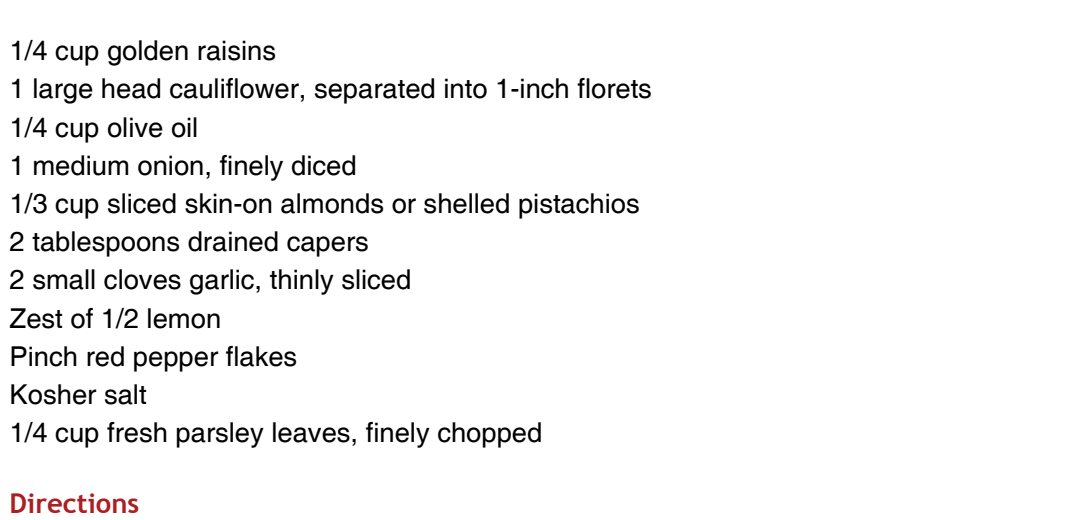 1/4 cup golden raisins
1 large head cauliflower, separated into 1-inch florets
1/4 cup olive oil
1 medium onion, finely diced
1/3 cup sliced skin-on almonds or shelled pistachios
2 tablespoons drained capers
2 small cloves garlic, thinly sliced
Zest of 1/2 lemon
Pinch red pepper flakes
Kosher salt
1/4 cup fresh parsley leaves, finely chopped
Directions